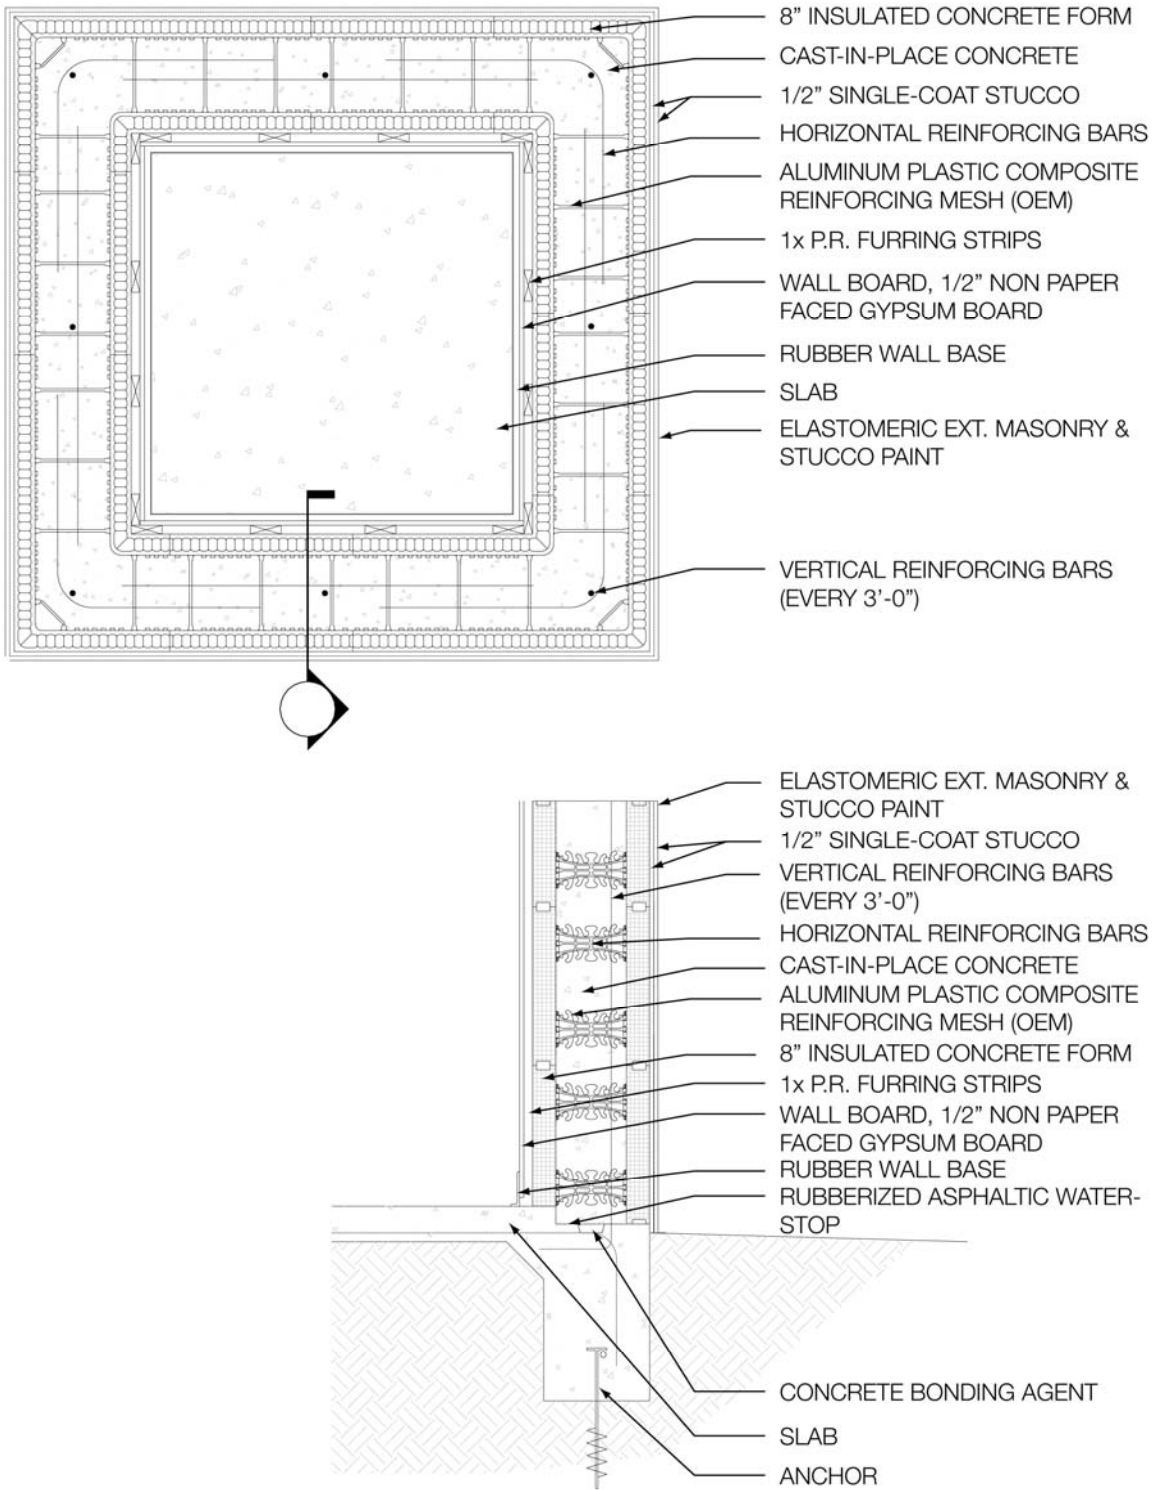 8” INSULATED CONCRETE FORM
CAST-IN-PLACE CONCRETE
1/2” SINGLE-COAT STUCCO
HORIZONTAL REINFORCING BARS
ALUMINUM PLASTIC COMPOSITE
REINFORCING MESH (OEM)
1x P.R. FURRING STRIPS
WALL BOARD, 1/2” NON PAPER
FACED GYPSUM BOARD
RUBBER WALL BASE
SLAB
ELASTOMERIC EXT. MASONRY &
STUCCO PAINT
VERTICAL REINFORCING BARS
(EVERY 3’-0”)
ELASTOMERIC EXT. MASONRY &
STUCCO PAINT
1/2” SINGLE-COAT STUCCO
VERTICAL REINFORCING BARS
(EVERY 3’-0”)
HORIZONTAL REINFORCING BARS
CAST-IN-PLACE CONCRETE
ALUMINUM PLASTIC COMPOSITE
REINFORCING MESH (OEM)
8” INSULATED CONCRETE FORM
1x P.R. FURRING STRIPS
WALL BOARD, 1/2” NON PAPER
FACED GYPSUM BOARD
RUBBER WALL BASE
RUBBERIZED ASPHALTIC WATER-
STOP
CONCRETE BONDING AGENT
SLAB
ANCHOR